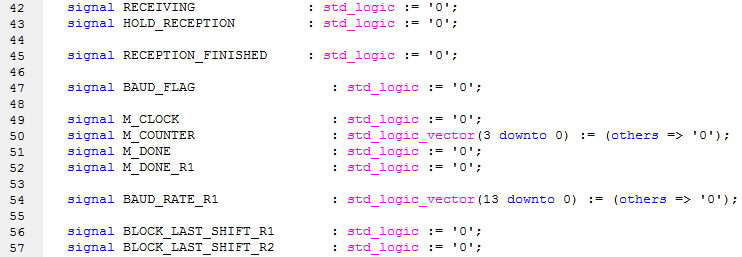 42 signal RECEIVING : std_logic := '0';
43 signal HOLD_RECEPTION : std_logic := '0';
44
45 signal RECEPTION_FINISHED : std_logic := '0';
46
47 signal BAUD_FLAG : std_logic := '0';
48
49 signal M_CLOCK : std_logic := '0';
50 signal M_COUNTER : std_logic_vector(3 downto 0) := (others => '0');
51 signal M_DONE : std_logic := '0';
52 signal M_DONE_R1 : std_logic := '0';
53
54 signal BAUD_RATE_R1 : std_logic_vector(13 downto 0) := (others => '0');
55
56 signal BLOCK_LAST_SHIFT_R1 : std_logic := '0';
57 signal BLOCK_LAST_SHIFT_R2 : std_logic := '0';